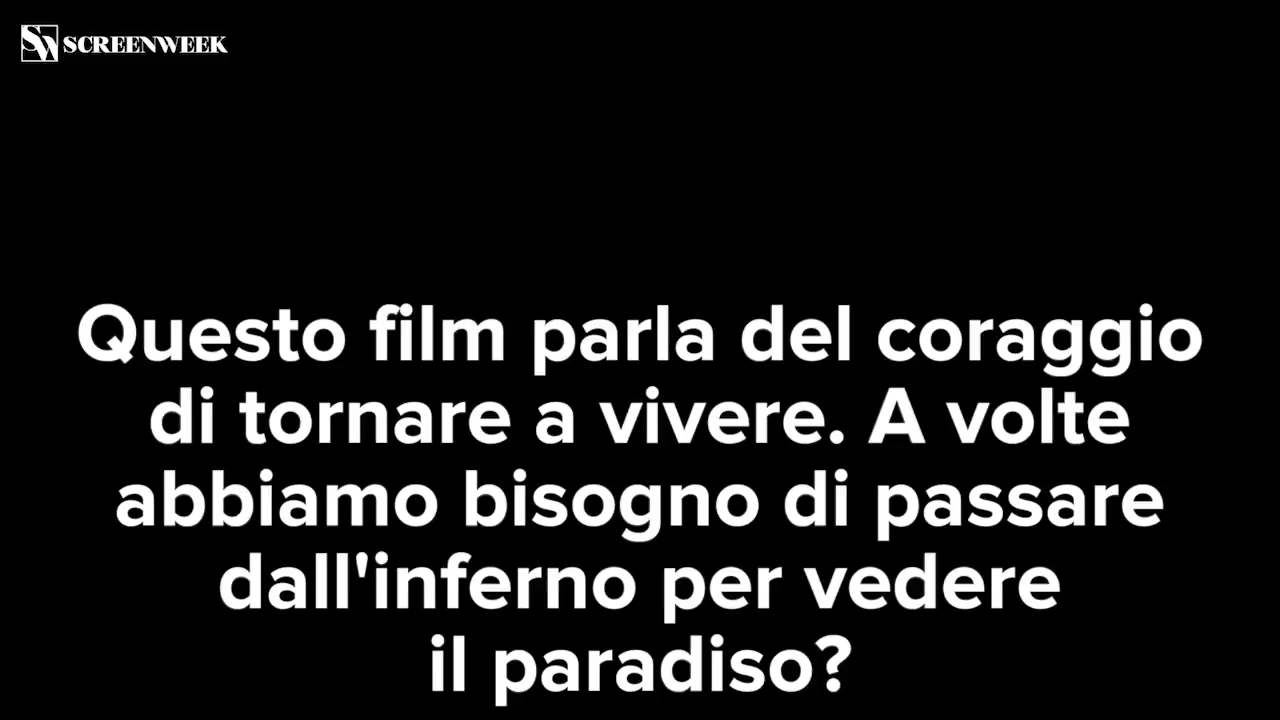 SW SCREENWEEK
Questo film parla del coraggio
di tornare a vivere. A volte
abbiamo bisogno di passare
dall'inferno per vedere
il paradiso?